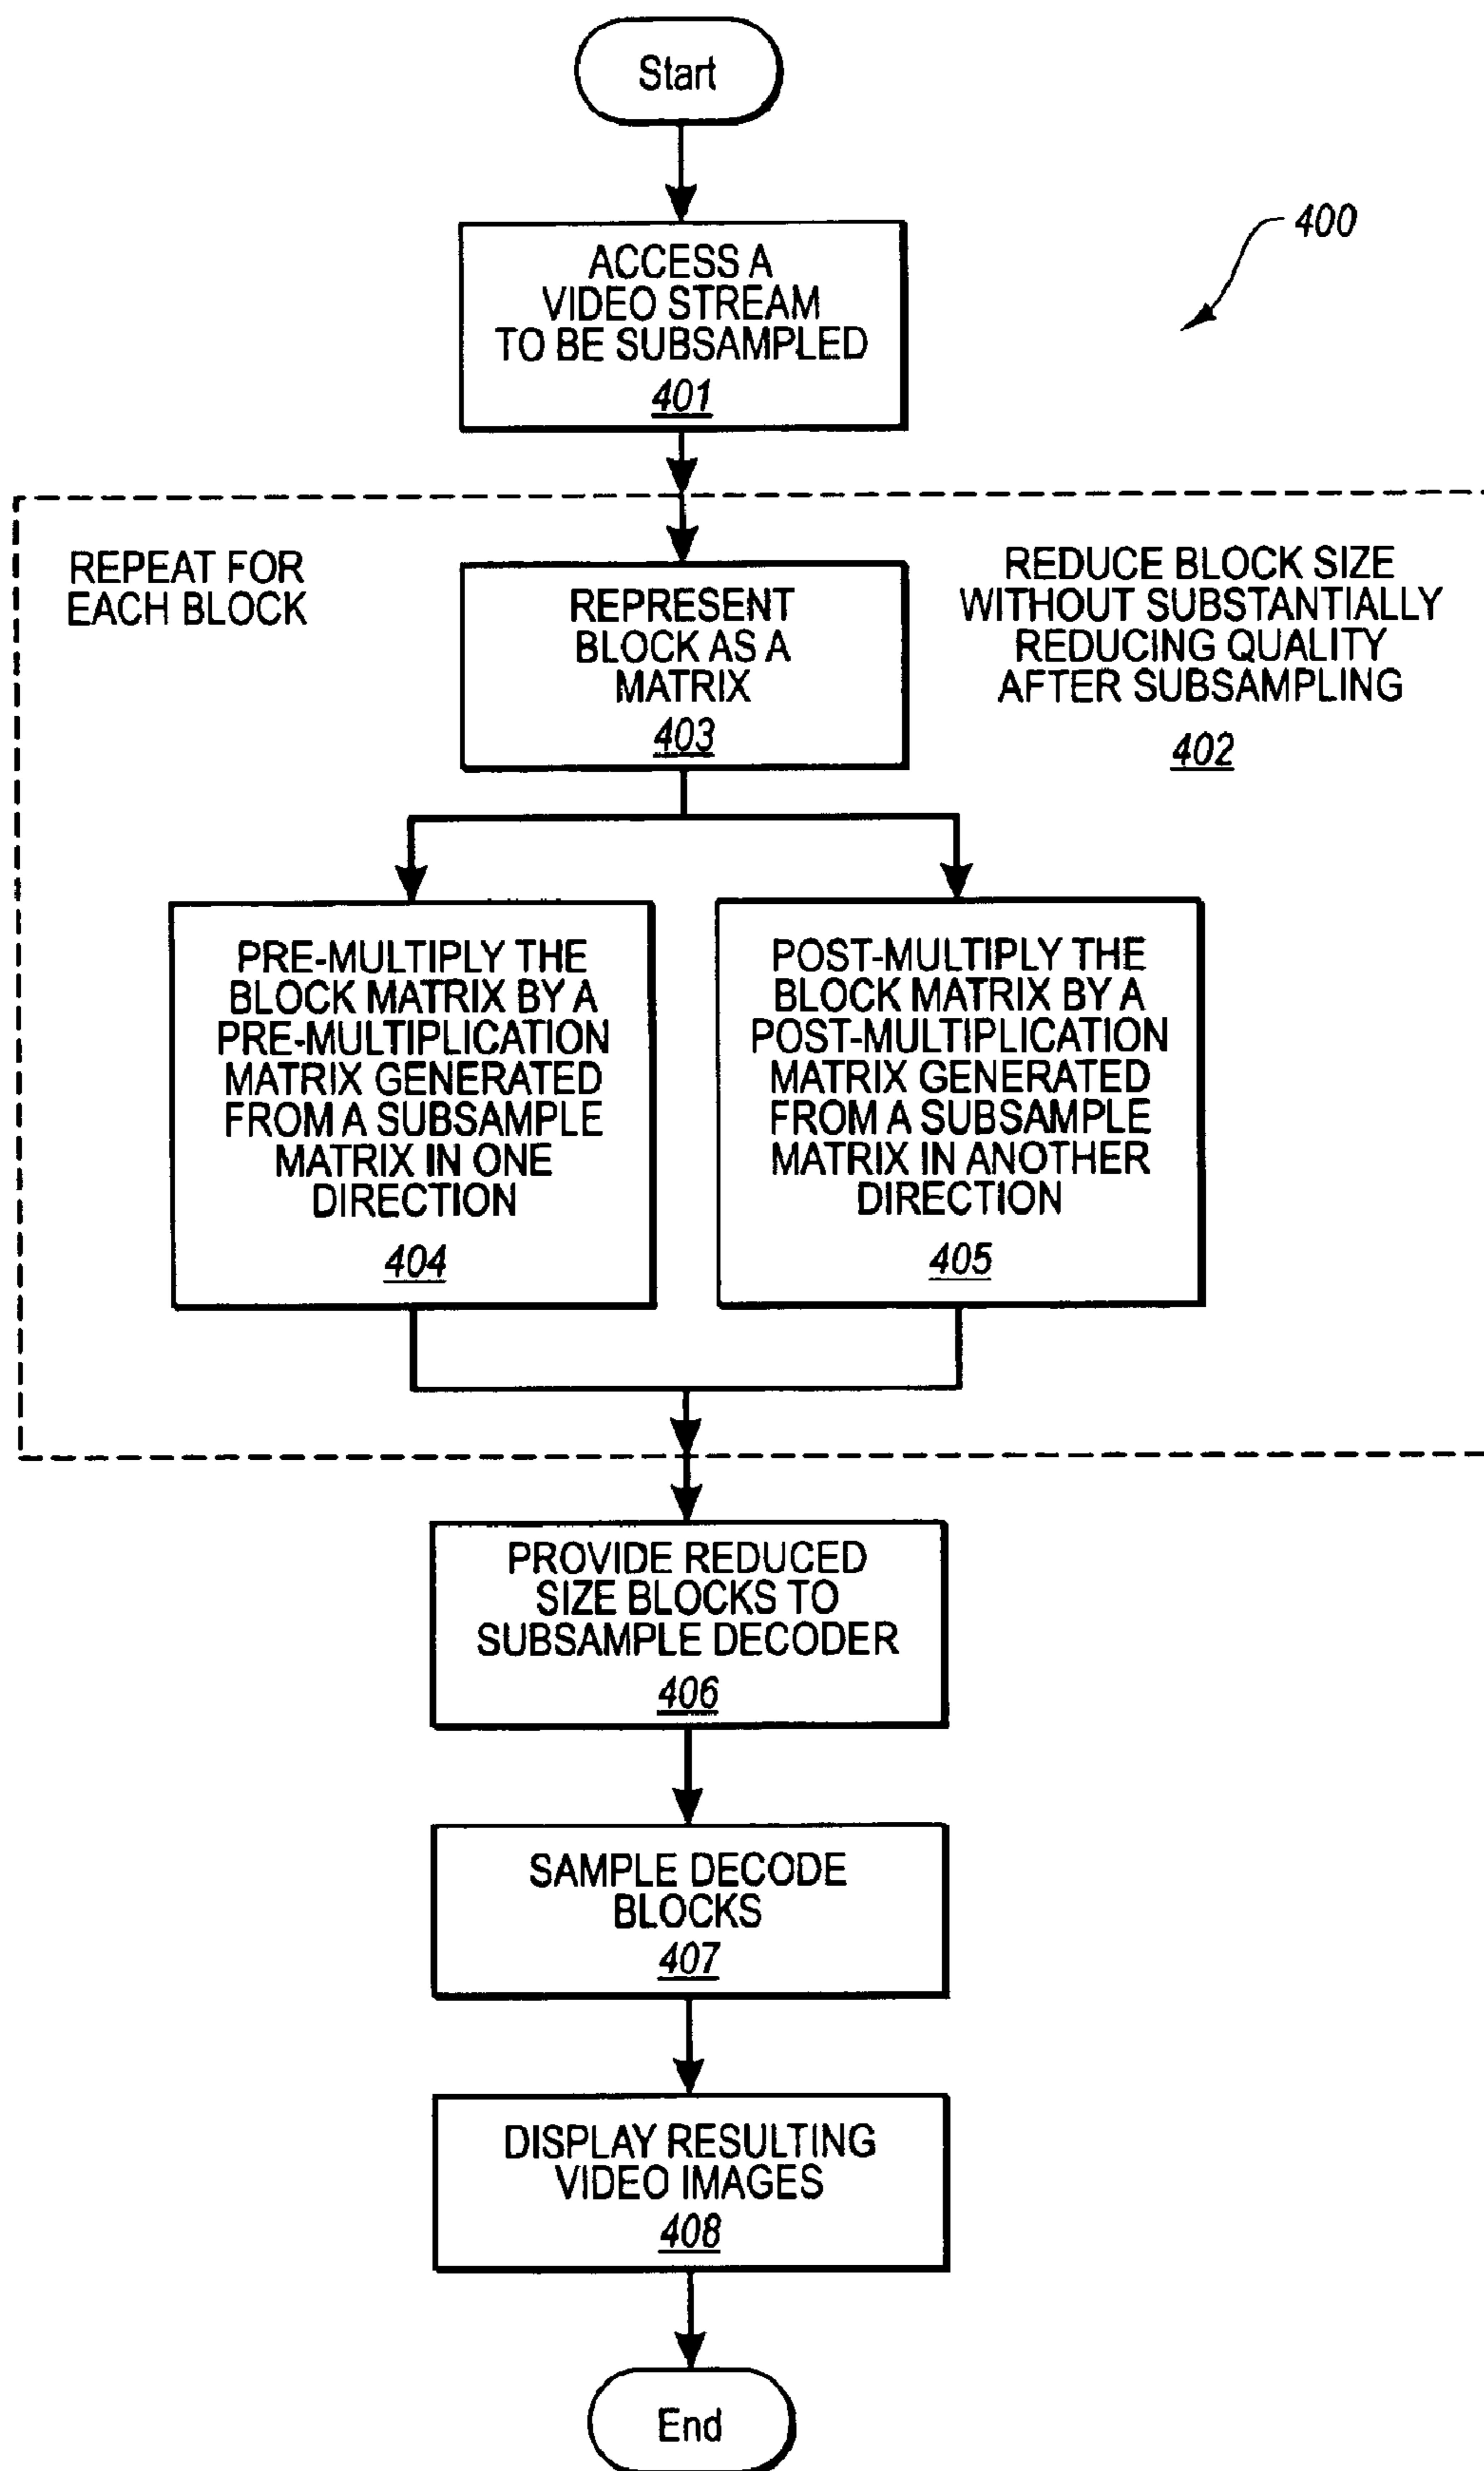 Start
400
ACCESS A
VIDEO STREAM
TO BE SUBSAMPLED
401
REPEAT FOR
EACH BLOCK
REPRESENT
BLOCK AS A
MATRIX
403
REDUCE BLOCK SIZE
WITHOUT SUBSTANTIALLY
REDUCING QUALITY
AFTER SUBSAMPLING
402
PRE-MULTIPLY THE
BLOCK MATRIX BY A
PRE-MULTIPLICATION
MATRIX GENERATED
FROM A SUBSAMPLE
MATRIX IN ONE
DIRECTION
404
POST-MULTIPLY THE
BLOCK MATRIX BY A
POST-MULTIPLICATION
MATRIX GENERATED
FROM A SUBSAMPLE
MATRIX IN ANOTHER
DIRECTION
405
PROVIDE REDUCED
SIZE BLOCKS TO
SUBSAMPLE DECODER
406
SAMPLE DECODE
BLOCKS
407
DISPLAY RESULTING
VIDEO IMAGES
408
End